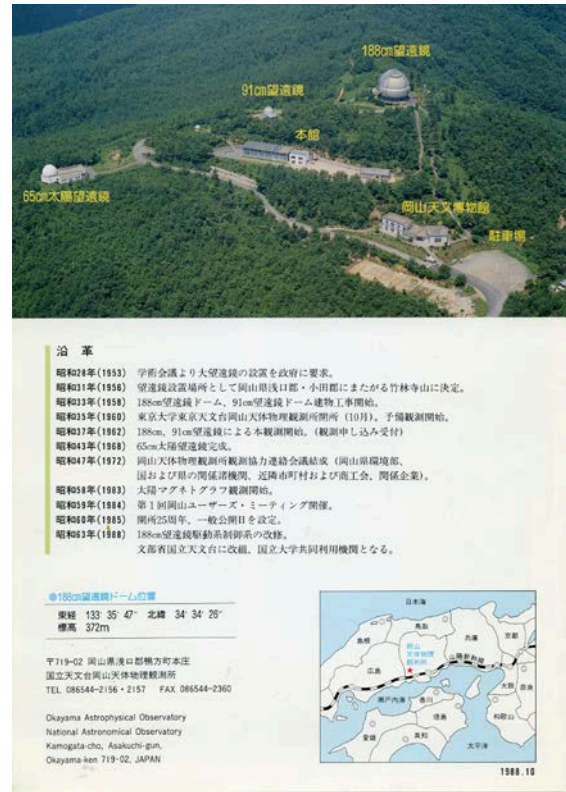 188cm望遠鏡
91cm望遠鏡
本館
65cm太陽望遠鏡
岡山天文博物館
駐車場
沿革
昭和28年(1953) 学術会議より大望遠鏡の設置を政府に要求。
昭和31年(1956) 望遠鏡設置場所として岡山県浅口郡・小田郡にまたがる竹林寺山に決定。
昭和33年(1958) 188cm望遠鏡ドーム、91cm望遠鏡ドーム建物工事開始。
昭和35年(1960) 東京大学東京天文台岡山天体物理観測所開所(10月)。予備観測開始。
昭和37年(1962) 188cm、91cm望遠鏡による本観測開始。(観測申し込み受付)
昭和43年(1968) 65cm太陽望遠鏡完成。
昭和47年(1972) 岡山天体物理観測所観測協力連絡会議結成(岡山県環境部、
国および県の関係諸機関、近隣市町村および商工会、関係企業)。
昭和58年(1983) 太陽マグネトグラフ観測開始。
昭和59年(1984) 第1回岡山ユーザーズ・ミーティング開催。
昭和60年(1985) 開所25周年、一般公開日を設定。
昭和63年(1988) 188cm望遠鏡駆動系制御系の改修。
文部省国立天文台に改組、国立大学共同利用機関となる。
●188cm望遠鏡ドーム位置
東経 133° 35′ 47″ 北緯 34° 34′ 26″
標高 372m
〒719-02 岡山県浅口郡鴨方町本庄
国立天文台岡山天体物理観測所
TEL 086544-2156・2157 FAX 086544-2360
Okayama Astrophysical Observatory
National Astronomical Observatory
Kamogata-cho, Asakuchi-gun,
Okayama-ken 719-02, JAPAN
日本海
鳥取
島根
兵庫
京都
岡山
天体物理
観測所
山陽新幹線
広島
大阪
奈良
瀬戸内海
香川
徳島
和歌山
愛媛
高知
太平洋
1988.10